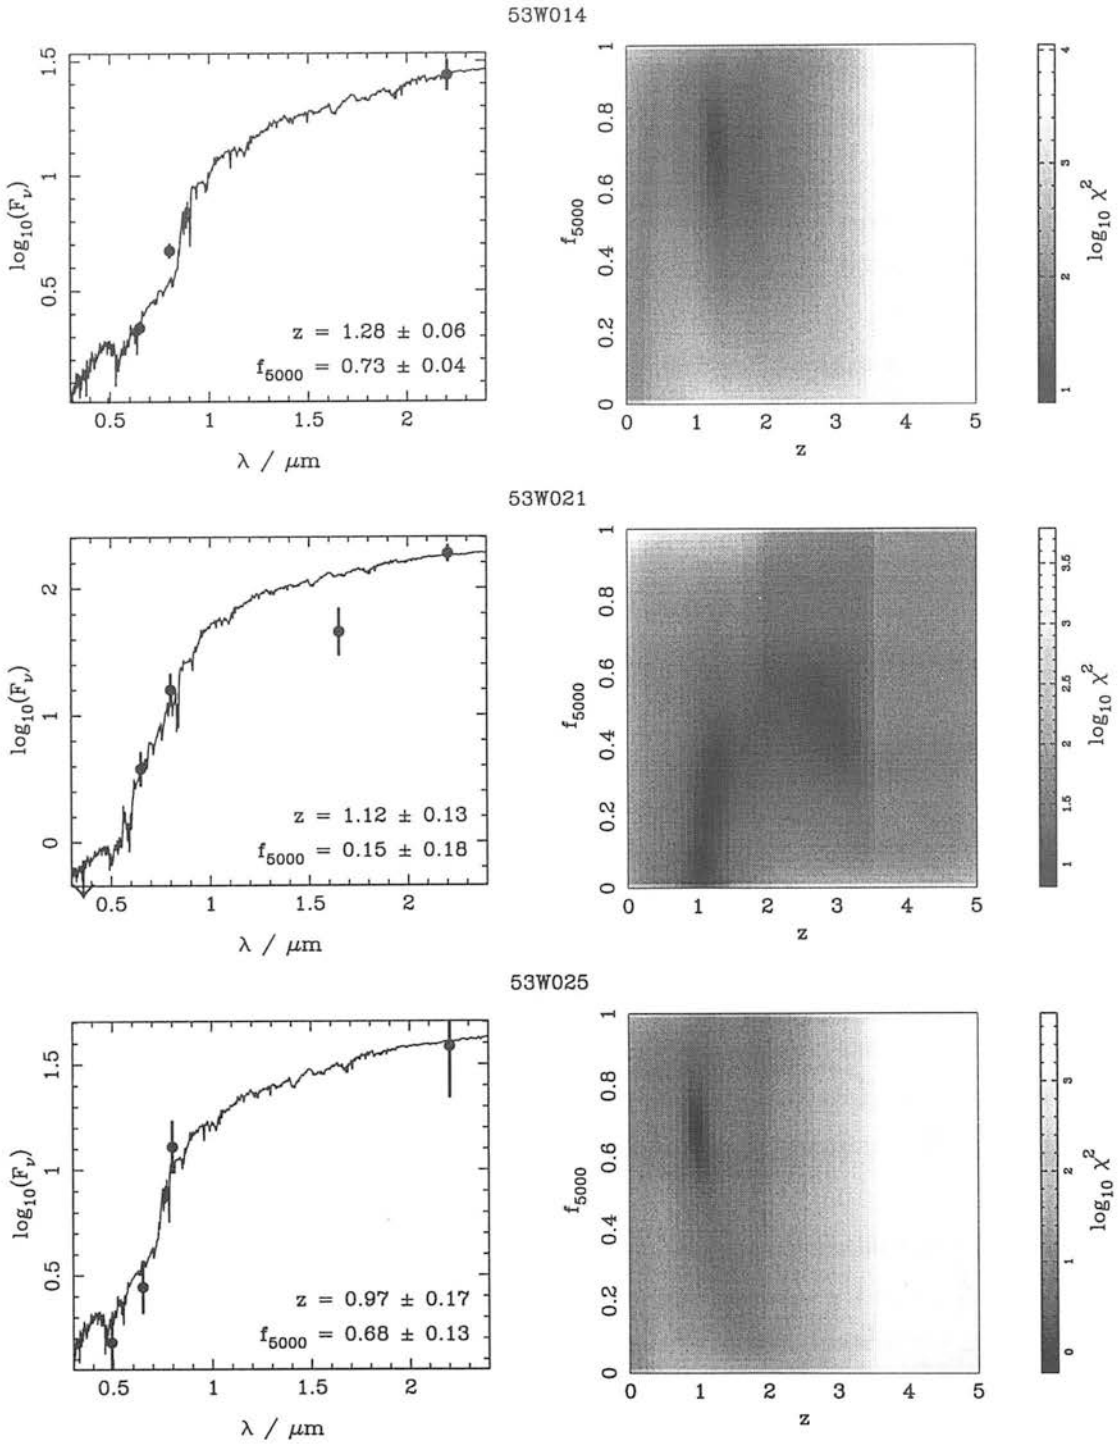 53W014
1.5
1
0.5
log₁₀(Fᵥ)
z = 1.28 ± 0.06
f₅₀₀₀ = 0.73 ± 0.04
0.5 1 1.5 2
λ / μm
1
0.8
0.6
0.4
0.2
0
f₅₀₀₀
0 1 2 3 4 5
z
4
3
2
1
log₁₀ χ²
53W021
2
1
0
log₁₀(Fᵥ)
z = 1.12 ± 0.13
f₅₀₀₀ = 0.15 ± 0.18
0.5 1 1.5 2
λ / μm
1
0.8
0.6
0.4
0.2
0
f₅₀₀₀
0 1 2 3 4 5
z
3.5
3
2.5
2
1.5
1
log₁₀ χ²
53W025
1.5
1
0.5
log₁₀(Fᵥ)
z = 0.97 ± 0.17
f₅₀₀₀ = 0.68 ± 0.13
0.5 1 1.5 2
λ / μm
1
0.8
0.6
0.4
0.2
0
f₅₀₀₀
0 1 2 3 4 5
z
3
2
1
0
log₁₀ χ²